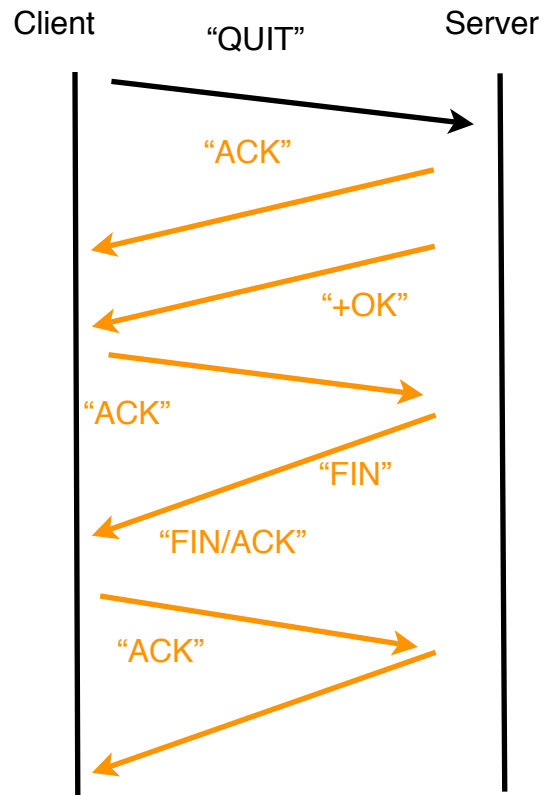 Client
“QUIT”
Server
“ACK”
“+OK”
“ACK”
“FIN”
“FIN/ACK”
“ACK”